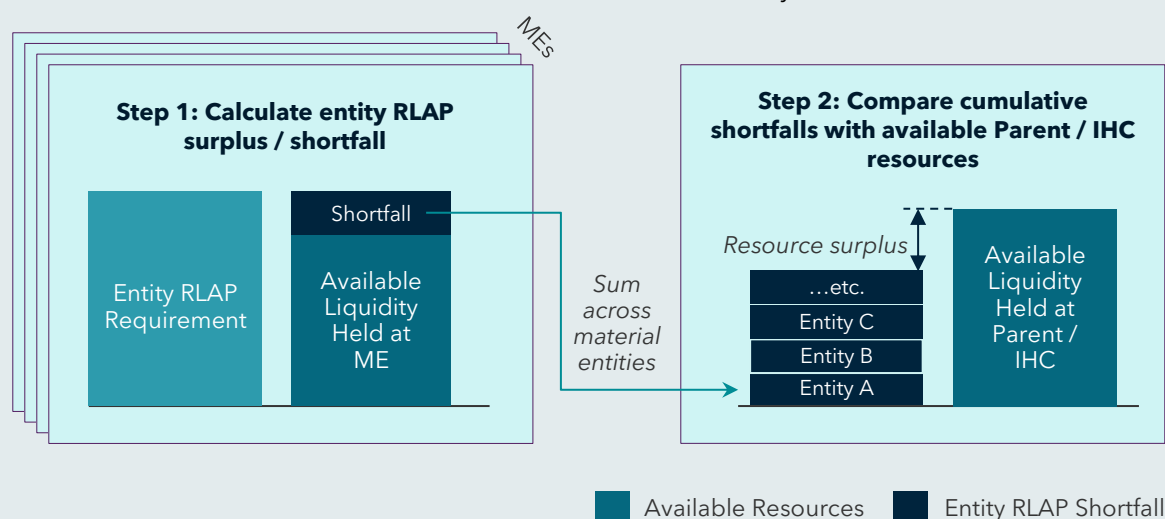 MEs
Step 1: Calculate entity RLAP
surplus / shortfall
Entity RLAP
Requirement
Shortfall
Available
Liquidity
Held at
ME
Sum
across
material
entities
Step 2: Compare cumulative
shortfalls with available Parent / IHC
resources
Resource surplus
...etc.
Entity C
Entity B
Entity A
Available
Liquidity
Held at
Parent /
IHC
Available Resources
Entity RLAP Shortfall